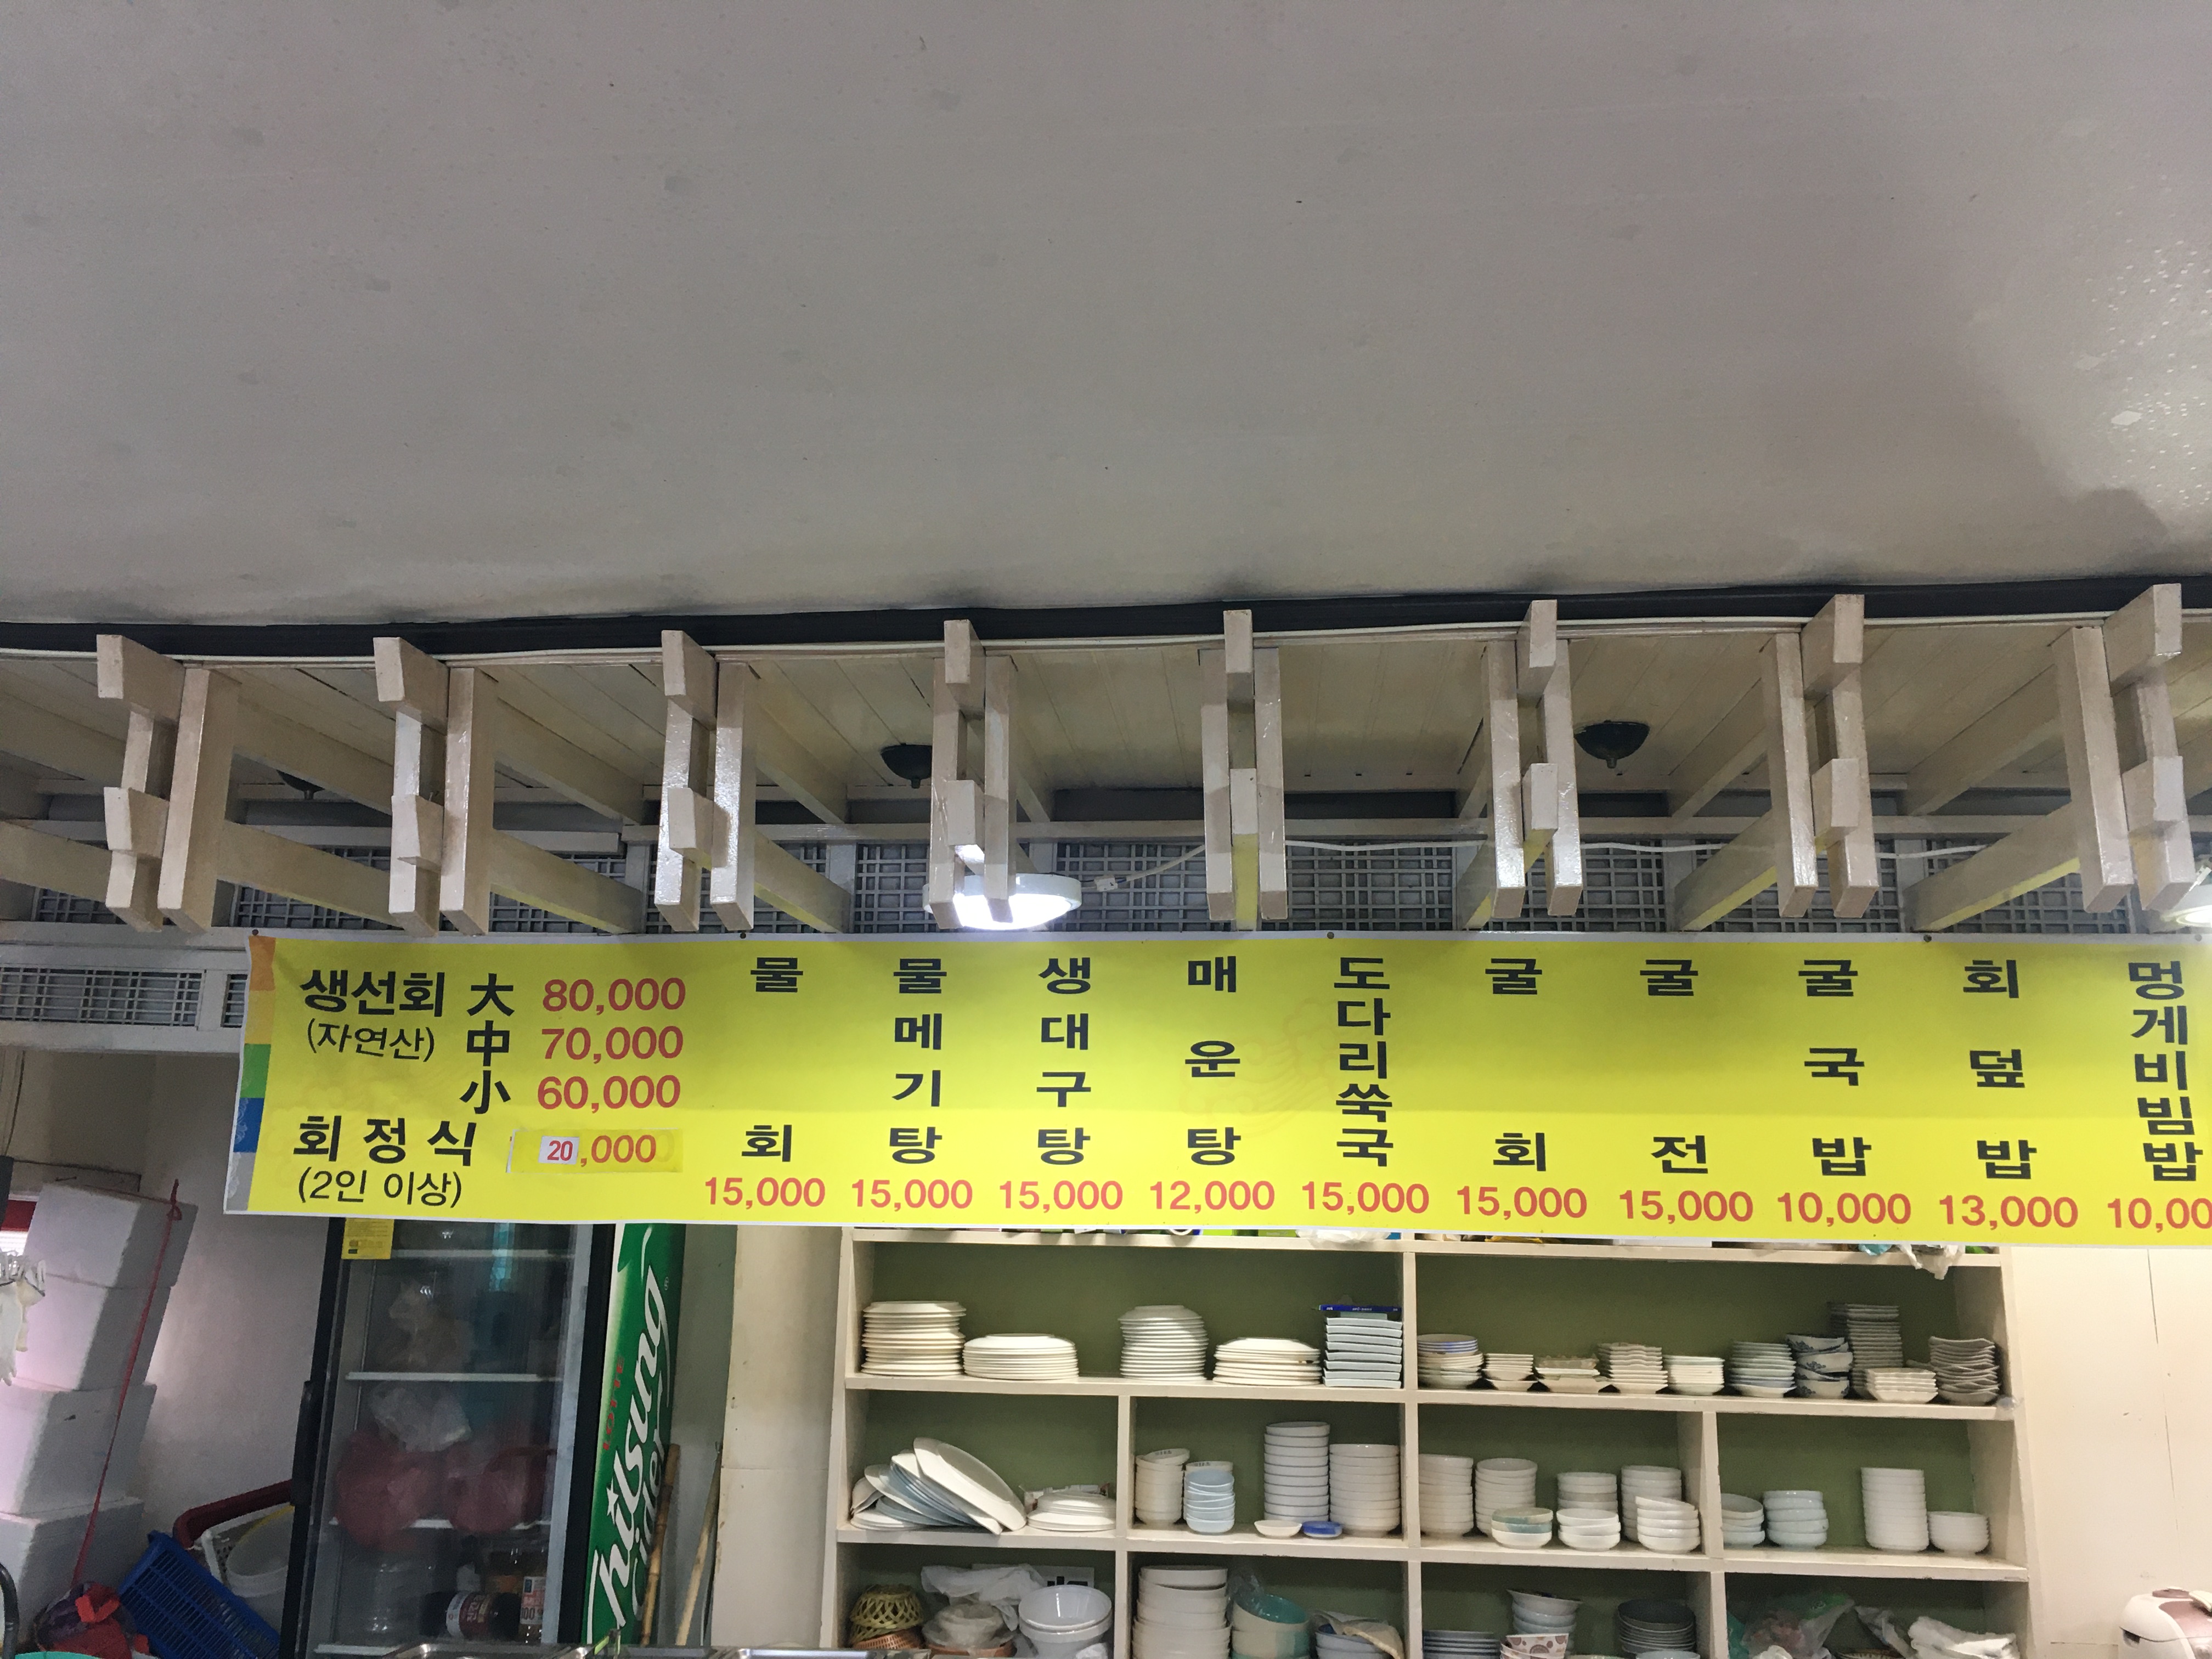 생선회 大 80,000
(자연산) 中 70,000
小 60,000
회정식 20,000
(2인 이상)
물회 15,000
물메기탕 15,000
생대구탕 15,000
매운탕 12,000
도다리쑥국 15,000
굴회 15,000
굴전 15,000
굴국밥 10,000
회덮밥 13,000
멍게비빔밥 10,00
Chilsung